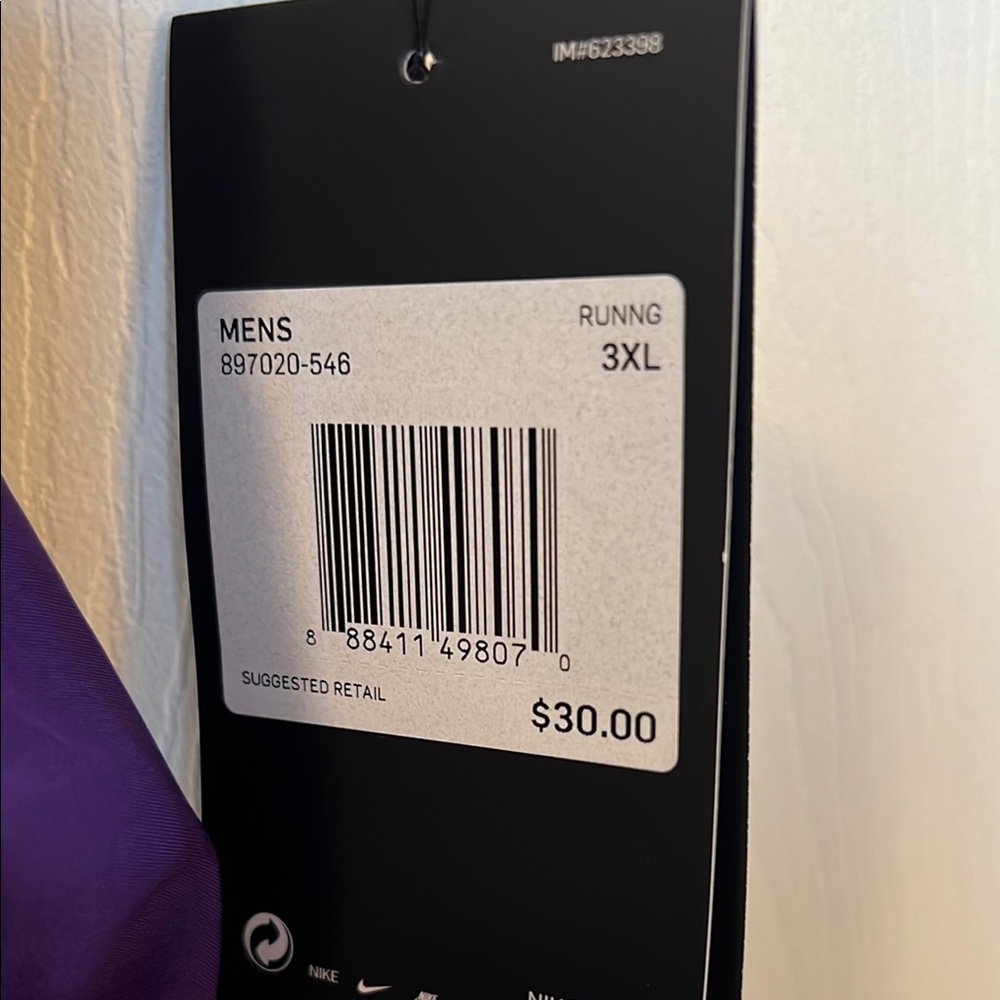 IM#623398
MENS RUNNG
897020-546 3XL
8 88411 49807 0
SUGGESTED RETAIL
$30.00
NIKE